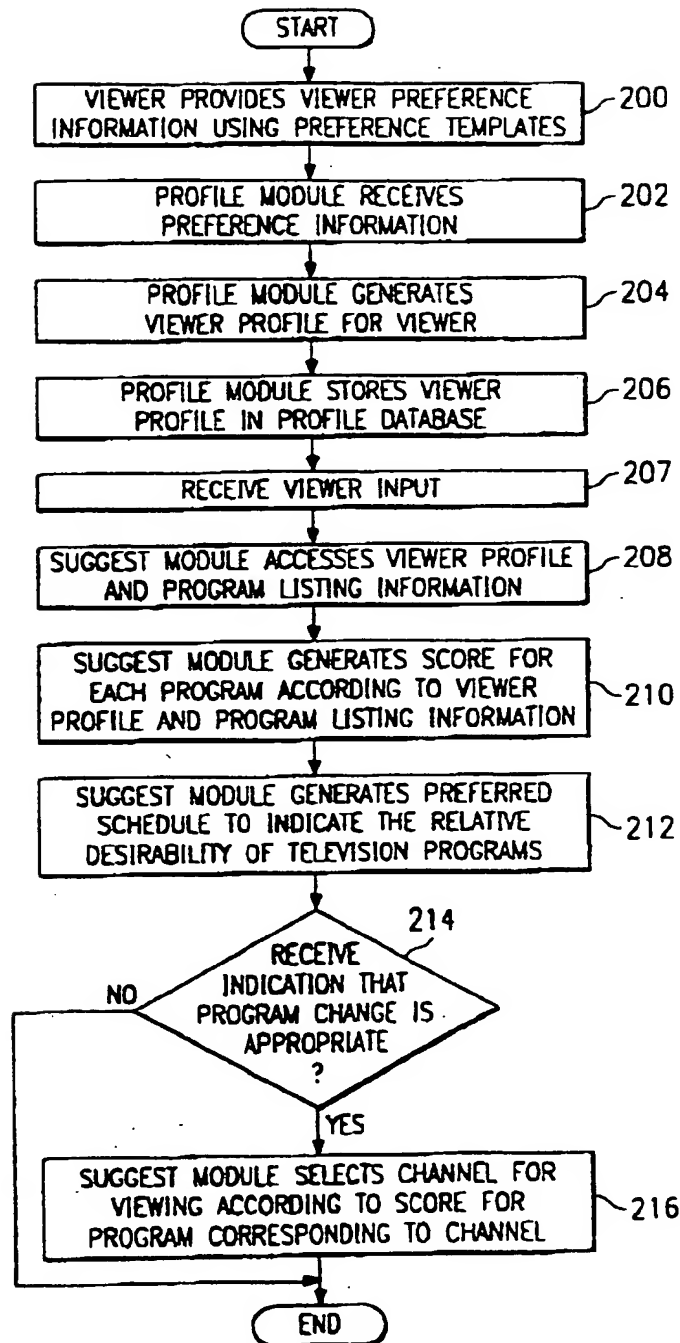 START
VIEWER PROVIDES VIEWER PREFERENCE
INFORMATION USING PREFERENCE TEMPLATES
200
PROFILE MODULE RECEIVES
PREFERENCE INFORMATION
202
PROFILE MODULE GENERATES
VIEWER PROFILE FOR VIEWER
204
PROFILE MODULE STORES VIEWER
PROFILE IN PROFILE DATABASE
206
RECEIVE VIEWER INPUT
207
SUGGEST MODULE ACCESSES VIEWER PROFILE
AND PROGRAM LISTING INFORMATION
208
SUGGEST MODULE GENERATES SCORE FOR
EACH PROGRAM ACCORDING TO VIEWER
PROFILE AND PROGRAM LISTING INFORMATION
210
SUGGEST MODULE GENERATES PREFERRED
SCHEDULE TO INDICATE THE RELATIVE
DESIRABILITY OF TELEVISION PROGRAMS
212
214
RECEIVE
INDICATION THAT
PROGRAM CHANGE IS
APPROPRIATE
?
NO
YES
SUGGEST MODULE SELECTS CHANNEL FOR
VIEWING ACCORDING TO SCORE FOR
PROGRAM CORRESPONDING TO CHANNEL
216
END